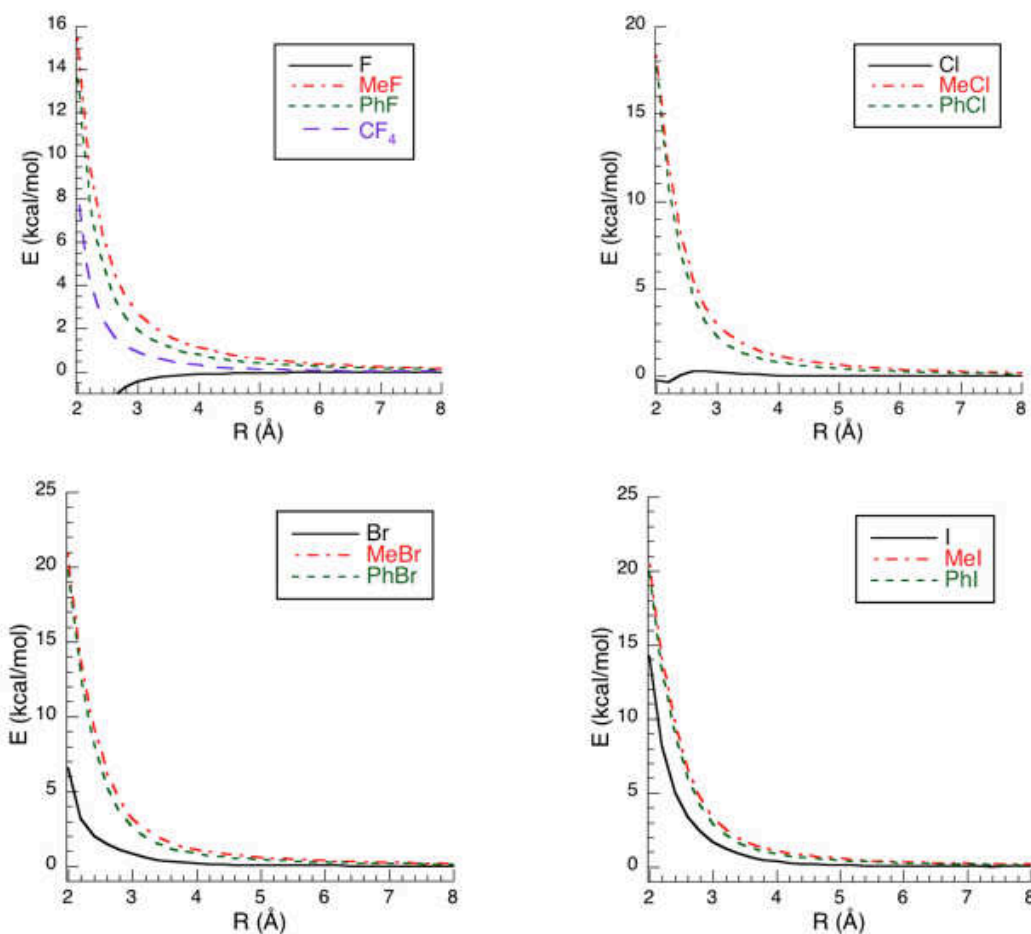 16
14
12
10
8
6
4
2
0
E (kcal/mol)
2 3 4 5 6 7 8
R (Å)
F
MeF
PhF
CF₄
20
15
10
5
0
E (kcal/mol)
2 3 4 5 6 7 8
R (Å)
Cl
MeCl
PhCl
25
20
15
10
5
0
E (kcal/mol)
2 3 4 5 6 7 8
R (Å)
Br
MeBr
PhBr
25
20
15
10
5
0
E (kcal/mol)
2 3 4 5 6 7 8
R (Å)
I
MeI
PhI